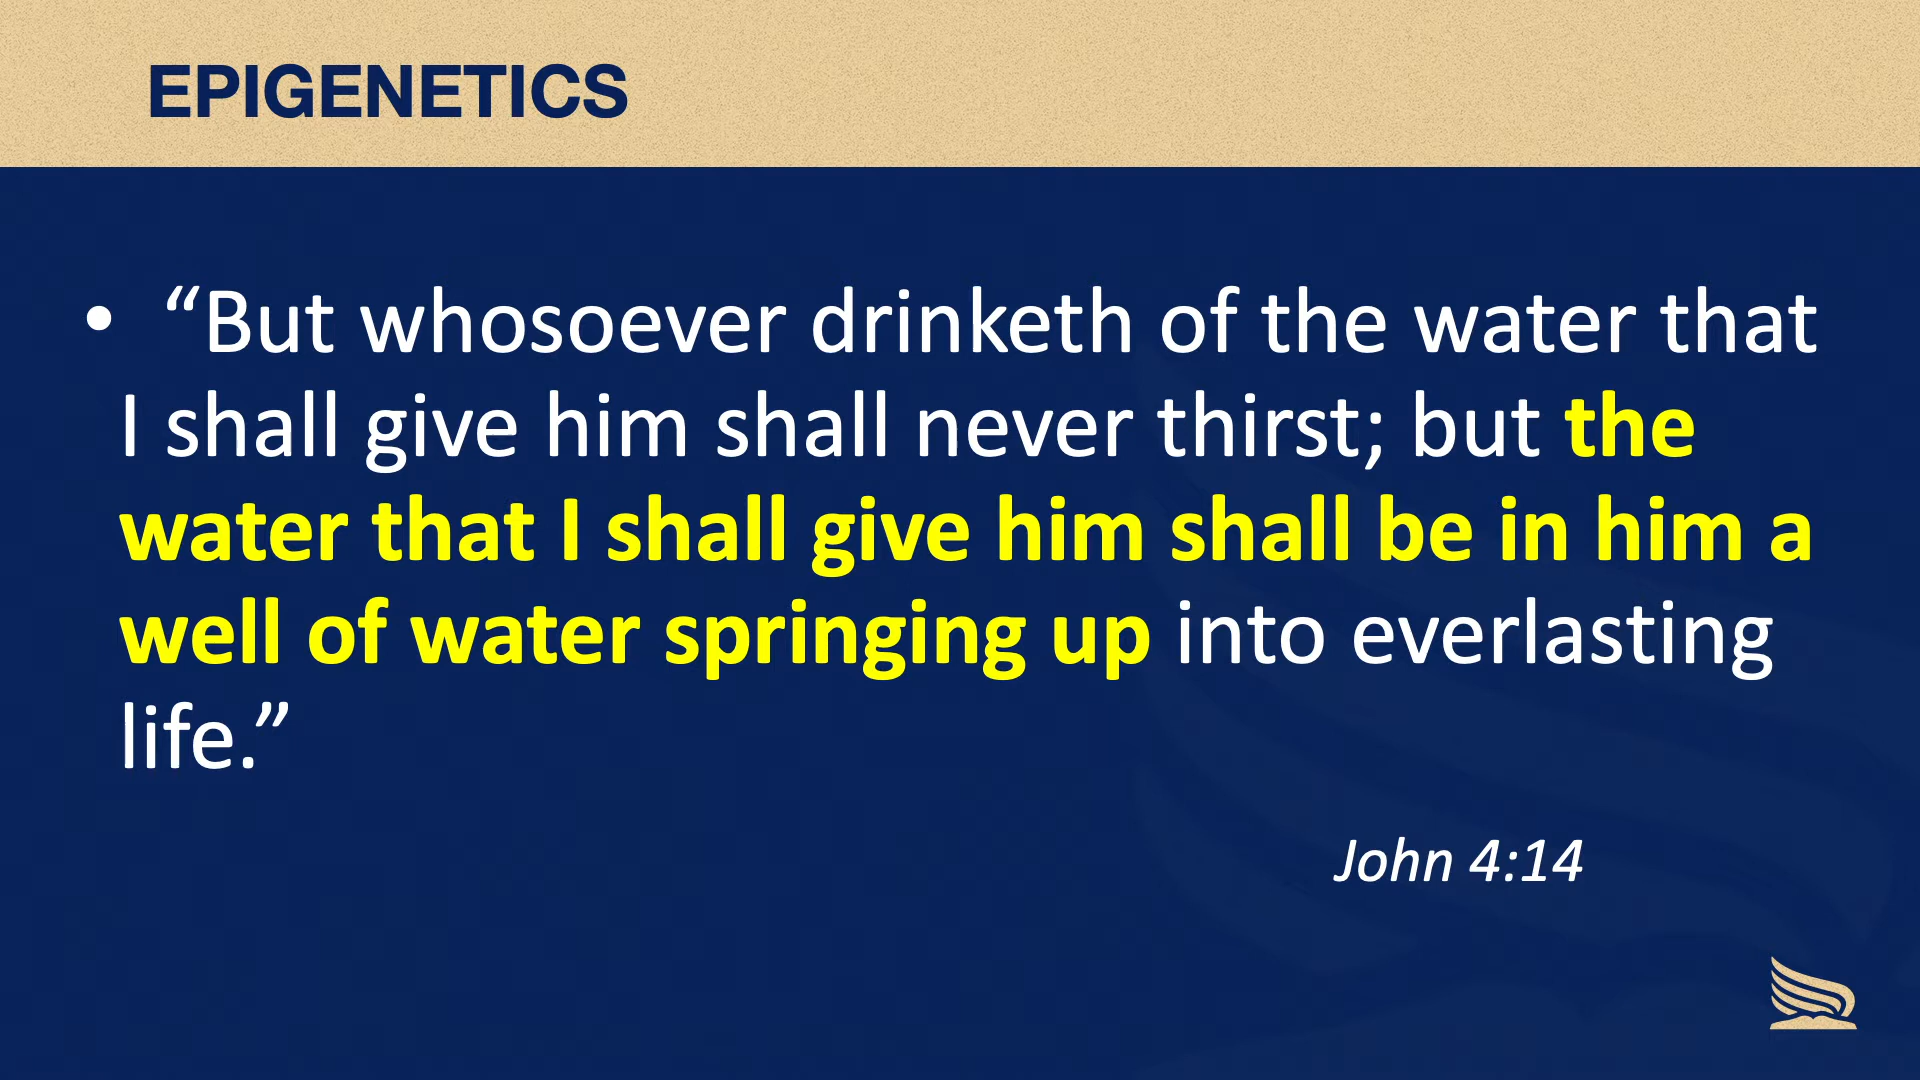 EPIGENETICS
• “But whosoever drinketh of the water that
I shall give him shall never thirst; but the
water that I shall give him shall be in him a
well of water springing up into everlasting
life.”
John 4:14